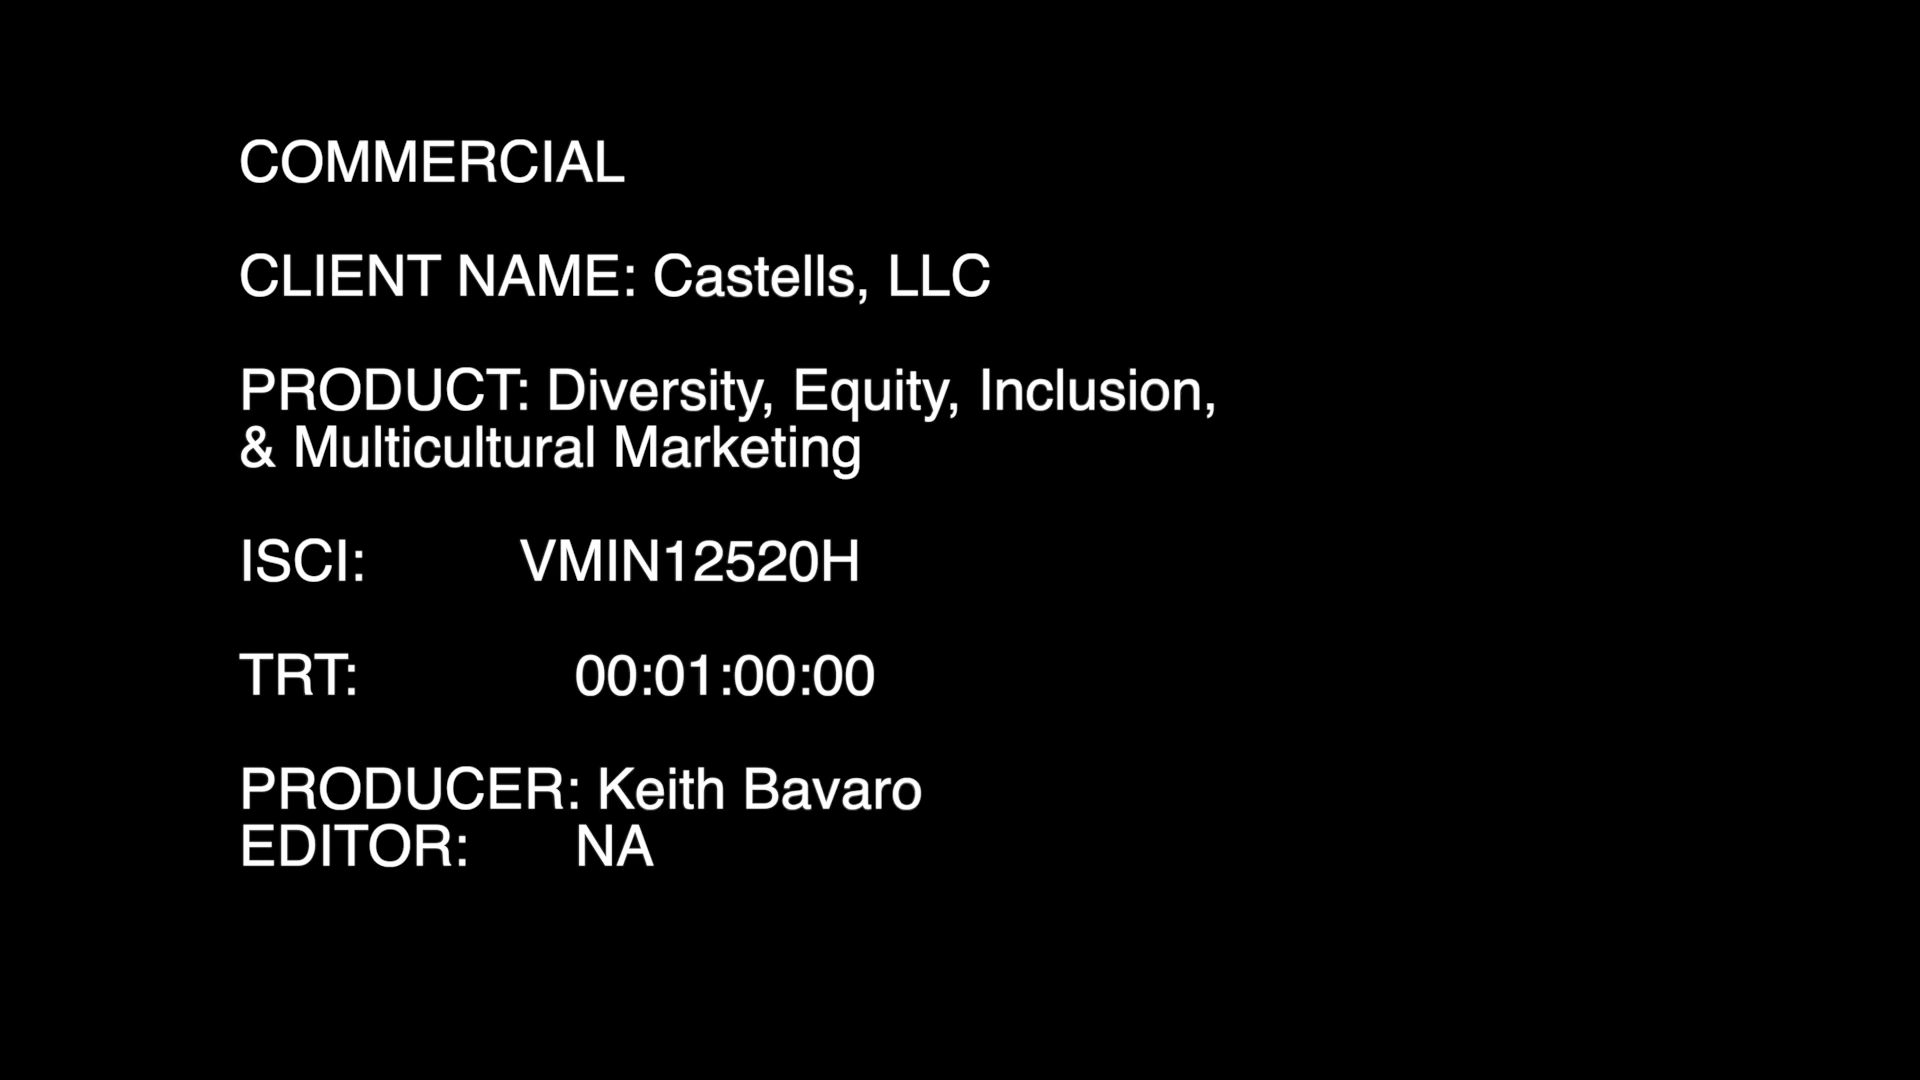 COMMERCIAL
CLIENT NAME: Castells, LLC
PRODUCT: Diversity, Equity, Inclusion,
& Multicultural Marketing
ISCI: VMIN12520H
TRT: 00:01:00:00
PRODUCER: Keith Bavaro
EDITOR: NA